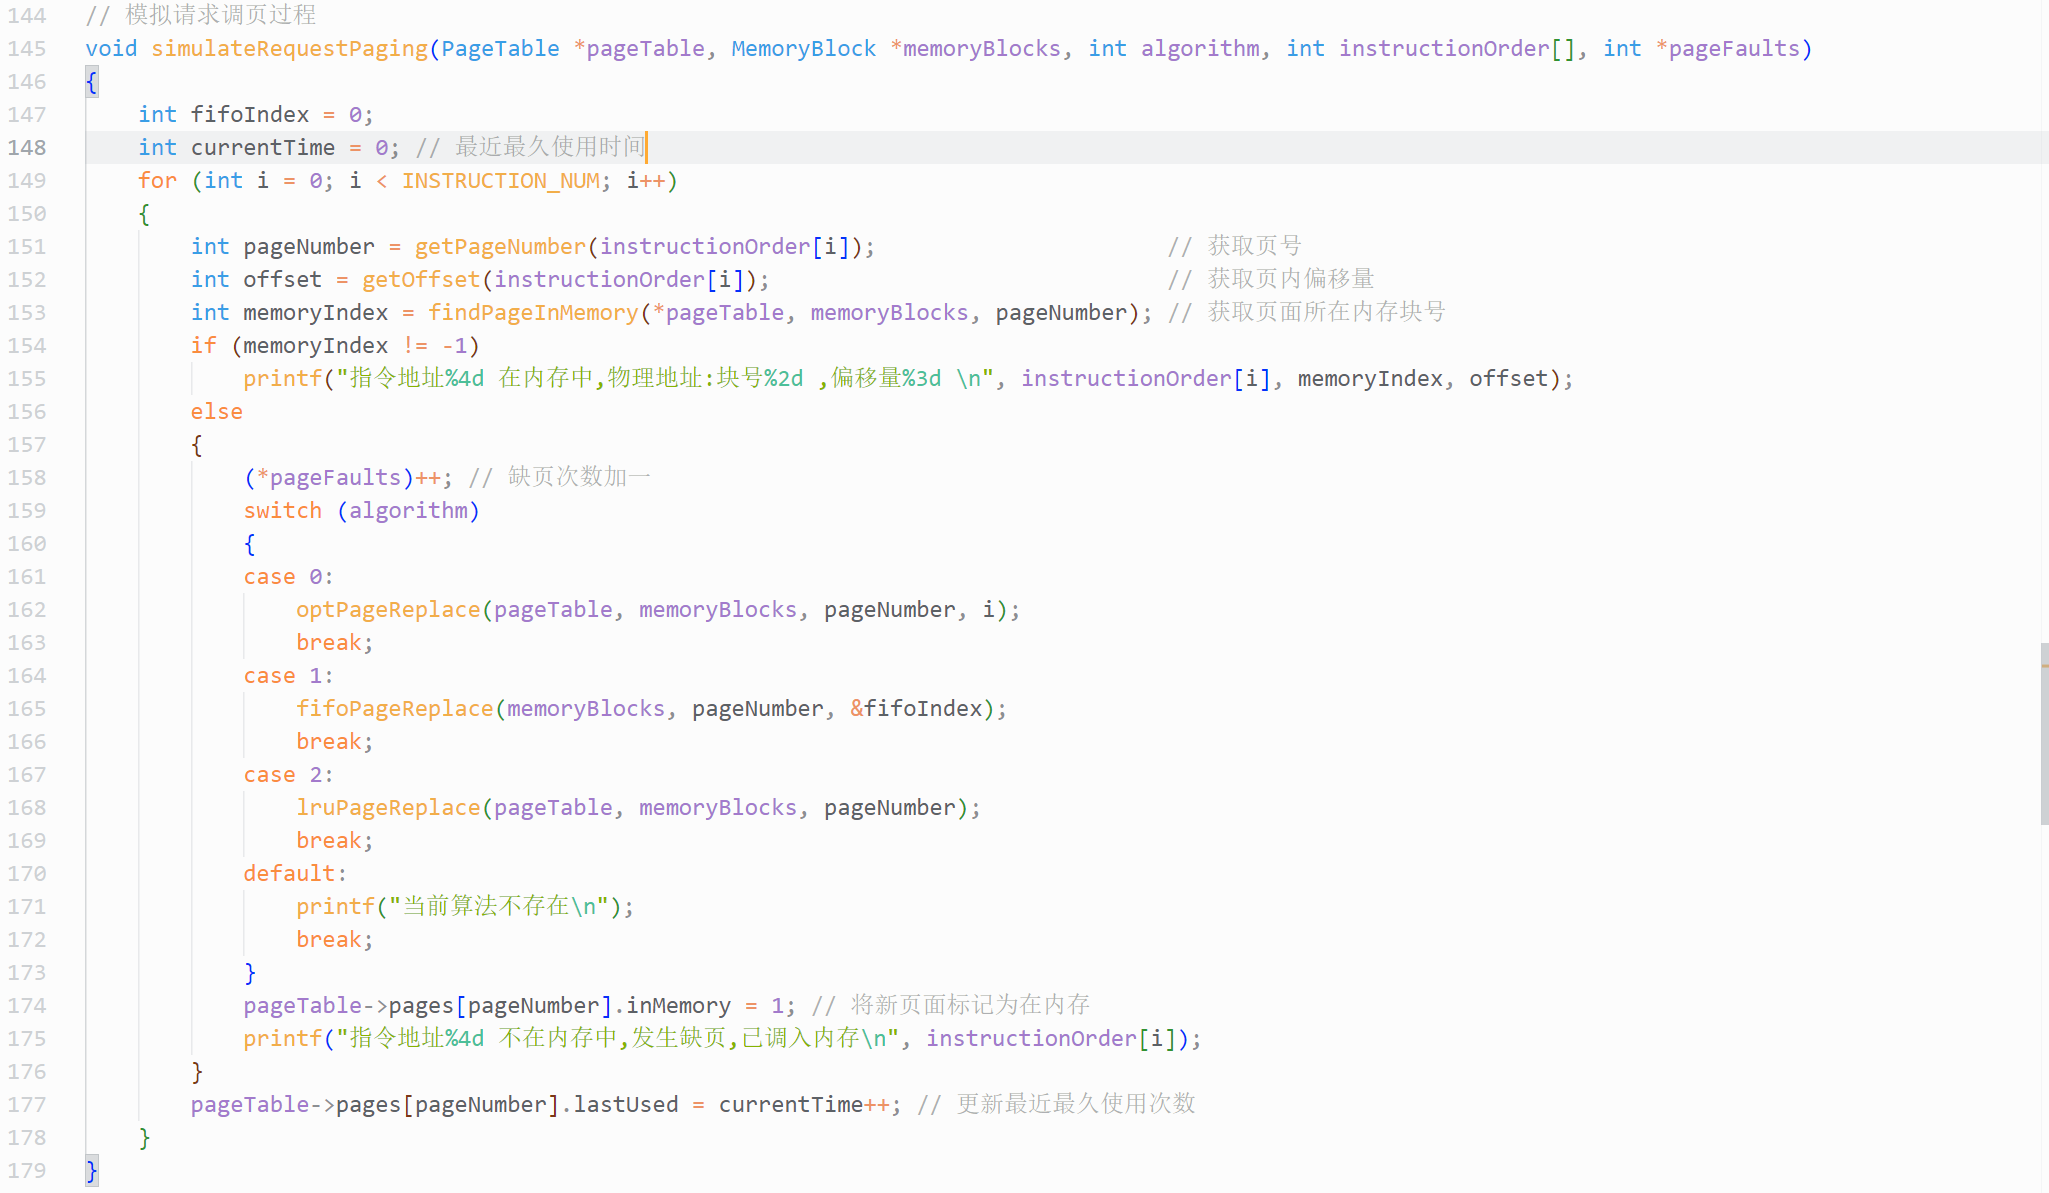 144 // 模拟请求调页过程
145 void simulateRequestPaging(PageTable *pageTable, MemoryBlock *memoryBlocks, int algorithm, int instructionOrder[], int *pageFaults)
146 {
147     int fifoIndex = 0;
148     int currentTime = 0; // 最近最久使用时间
149     for (int i = 0; i < INSTRUCTION_NUM; i++)
150     {
151         int pageNumber = getPageNumber(instructionOrder[i]);                      // 获取页号
152         int offset = getOffset(instructionOrder[i]);                              // 获取页内偏移量
153         int memoryIndex = findPageInMemory(*pageTable, memoryBlocks, pageNumber); // 获取页面所在内存块号
154         if (memoryIndex != -1)
155             printf("指令地址%4d 在内存中,物理地址:块号%2d ,偏移量%3d \n", instructionOrder[i], memoryIndex, offset);
156         else
157         {
158             (*pageFaults)++; // 缺页次数加一
159             switch (algorithm)
160             {
161             case 0:
162                 optPageReplace(pageTable, memoryBlocks, pageNumber, i);
163                 break;
164             case 1:
165                 fifoPageReplace(memoryBlocks, pageNumber, &fifoIndex);
166                 break;
167             case 2:
168                 lruPageReplace(pageTable, memoryBlocks, pageNumber);
169                 break;
170             default:
171                 printf("当前算法不存在\n");
172                 break;
173             }
174             pageTable->pages[pageNumber].inMemory = 1; // 将新页面标记为在内存
175             printf("指令地址%4d 不在内存中,发生缺页,已调入内存\n", instructionOrder[i]);
176         }
177         pageTable->pages[pageNumber].lastUsed = currentTime++; // 更新最近最久使用次数
178     }
179 }